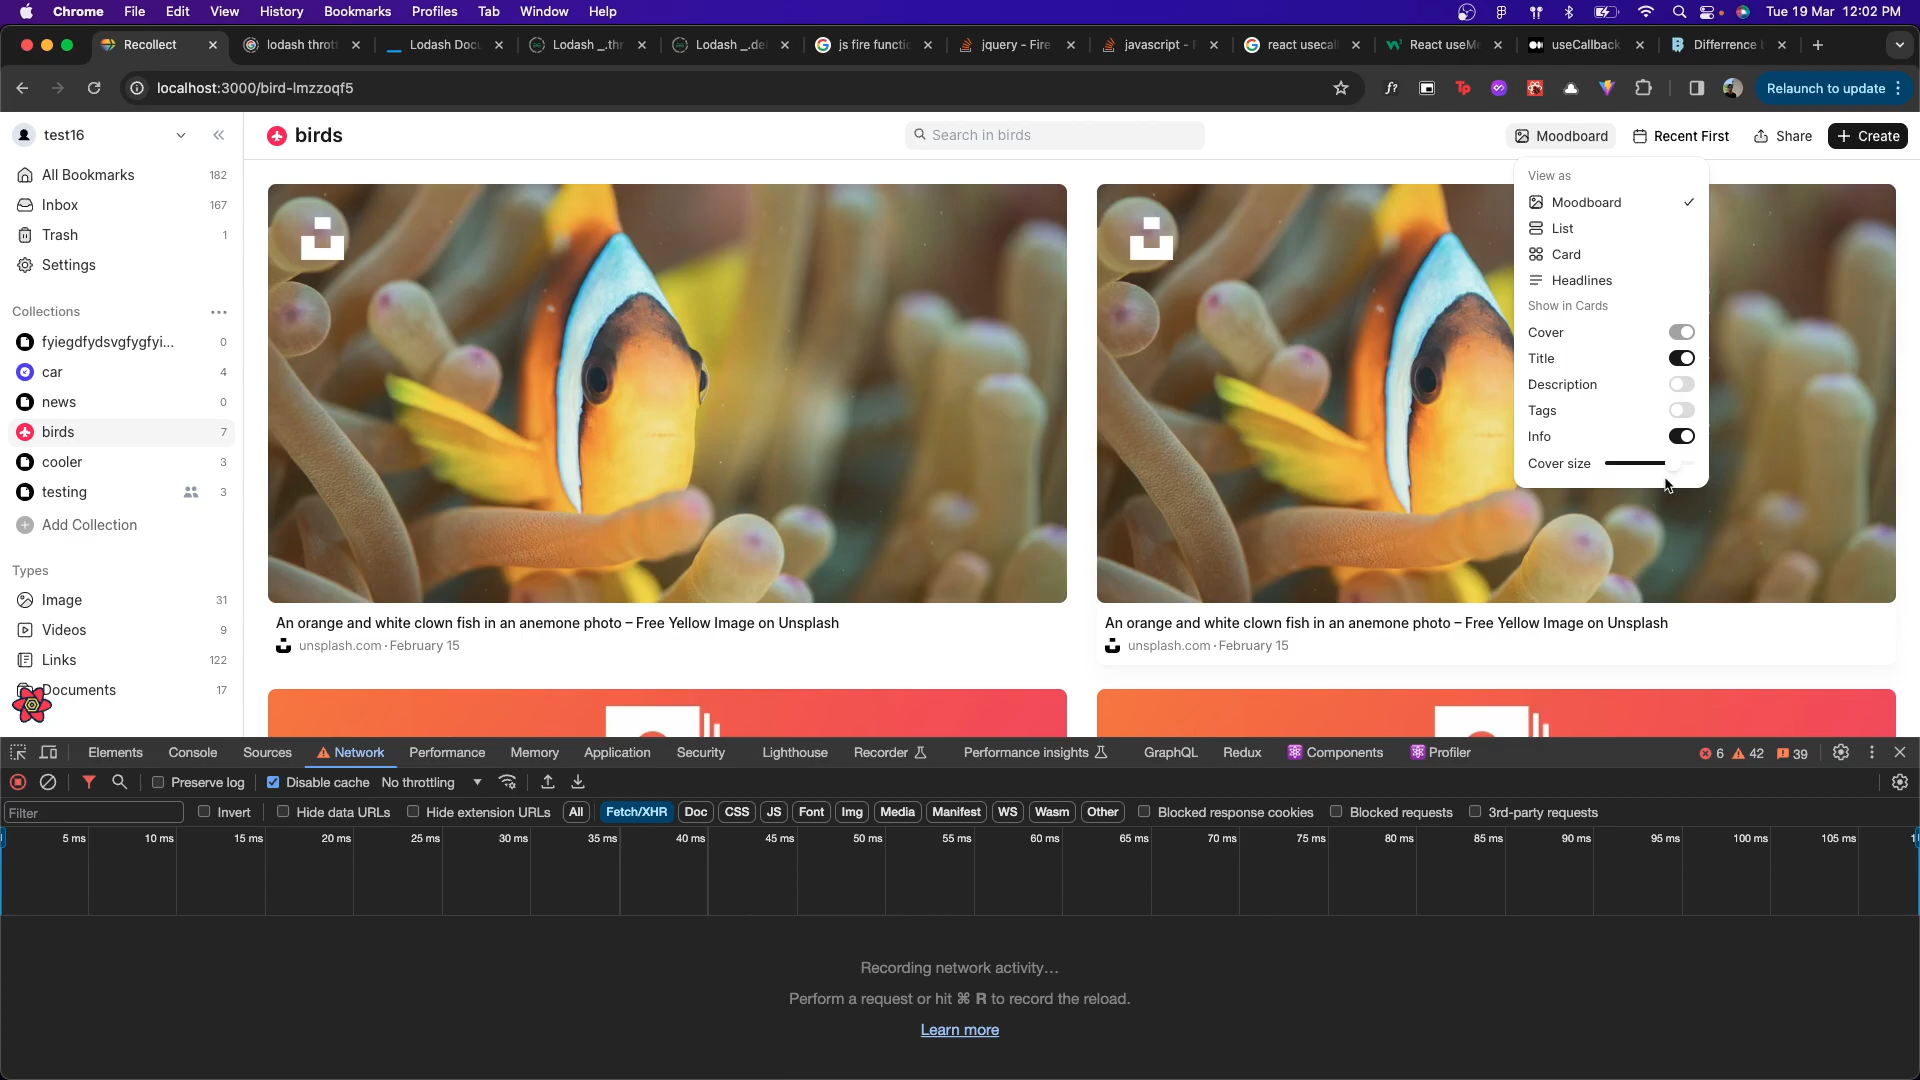 Chrome File Edit View History Bookmarks Profiles Tab Window Help Tue 19 Mar 12:02 PM
Recollect lodash thrott Lodash Docu Lodash _.thr Lodash _.de js fire functio jquery - Fire javascript - F react usecal React useMe useCallback Differrence
localhost:3000/bird-lmzzoqf5 Relaunch to update
test16
birds
Search in birds
Moodboard Recent First Share Create
All Bookmarks 182
Inbox 167
Trash 1
Settings
Collections
fyiegdfydsvgfygfyi... 0
car 4
news 0
birds 7
cooler 3
testing 3
Add Collection
Types
Image 31
Videos 9
Links 122
Documents 17
View as
Moodboard
List
Card
Headlines
Show in Cards
Cover
Title
Description
Tags
Info
Cover size
An orange and white clown fish in an anemone photo – Free Yellow Image on Unsplash
unsplash.com · February 15
An orange and white clown fish in an anemone photo – Free Yellow Image on Unsplash
unsplash.com · February 15
Elements Console Sources Network Performance Memory Application Security Lighthouse Recorder Performance insights GraphQL Redux Components Profiler 6 42 39
Preserve log Disable cache No throttling
Filter Invert Hide data URLs Hide extension URLs All Fetch/XHR Doc CSS JS Font Img Media Manifest WS Wasm Other Blocked response cookies Blocked requests 3rd-party requests
5 ms 10 ms 15 ms 20 ms 25 ms 30 ms 35 ms 40 ms 45 ms 50 ms 55 ms 60 ms 65 ms 70 ms 75 ms 80 ms 85 ms 90 ms 95 ms 100 ms 105 ms
Recording network activity…
Perform a request or hit ⌘ R to record the reload.
Learn more